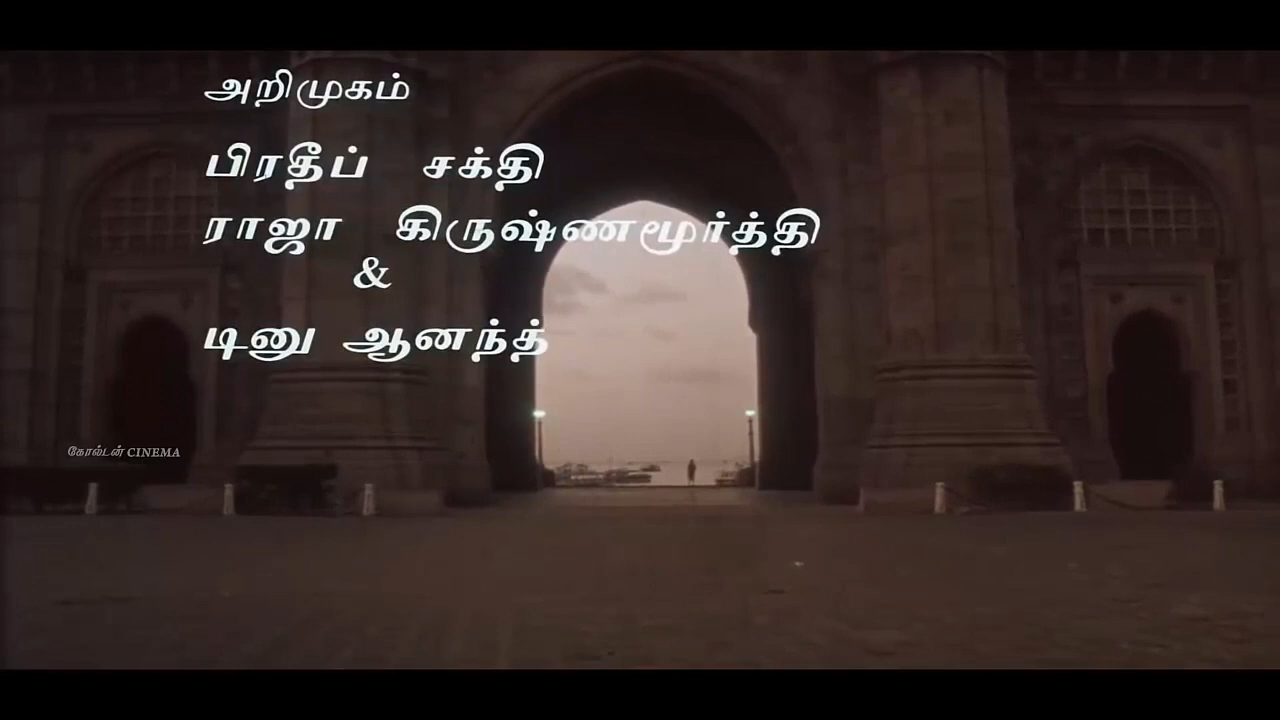 அறிமுகம்
பிரதீப் சக்தி
ராஜா கிருஷ்ணமூர்த்தி
&
டினு ஆனந்த்
கோல்டன் CINEMA